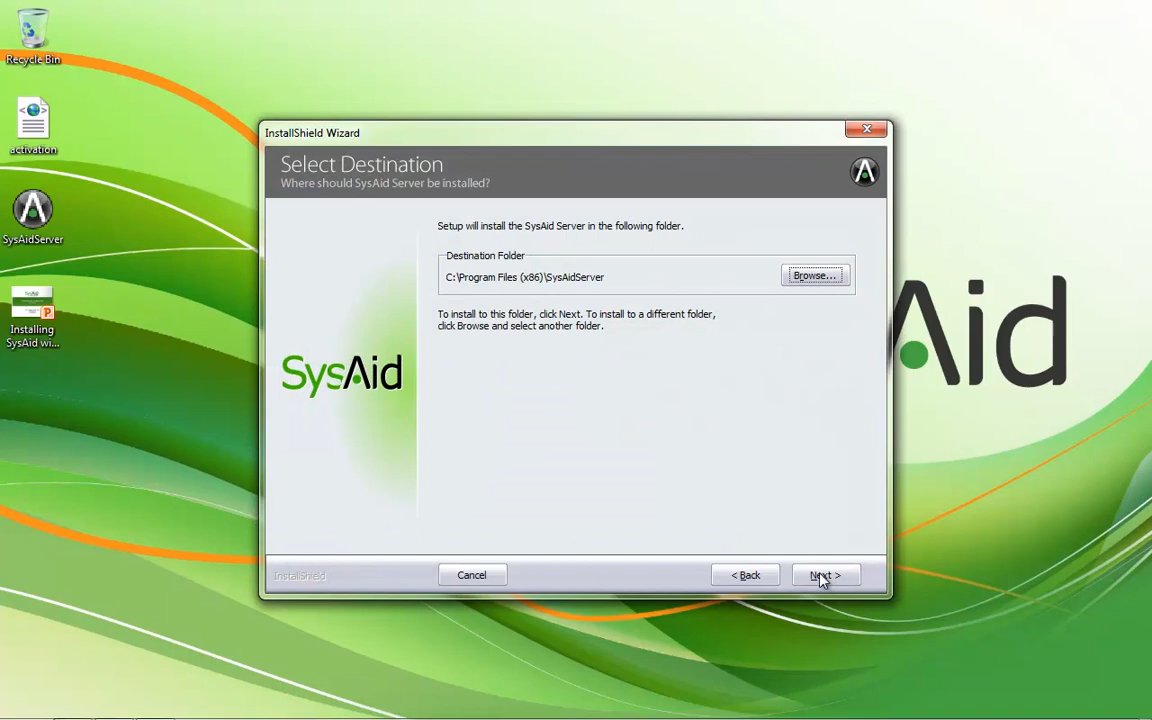 Recycle Bin
activation
SysAidServer
Installing
SysAid wi...
InstallShield Wizard
Select Destination
Where should SysAid Server be installed?
Setup will install the SysAid Server in the following folder.
Destination Folder
C:\Program Files (x86)\SysAidServer
Browse...
To install to this folder, click Next. To install to a different folder,
click Browse and select another folder.
SysAid
Aid
InstallShield
Cancel
< Back
Next >